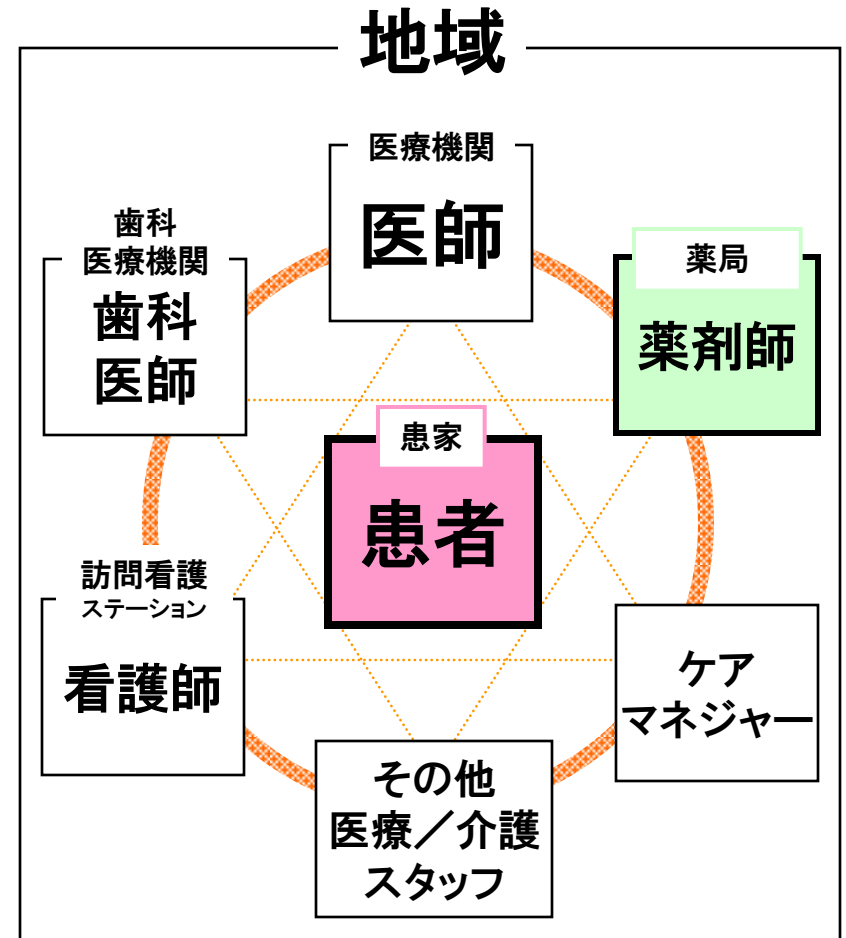 地域
医療機関
医師
歯科
医療機関
歯科
医師
薬局
薬剤師
患家
患者
訪問看護
ステーション
看護師
ケア
マネジャー
その他
医療／介護
スタッフ